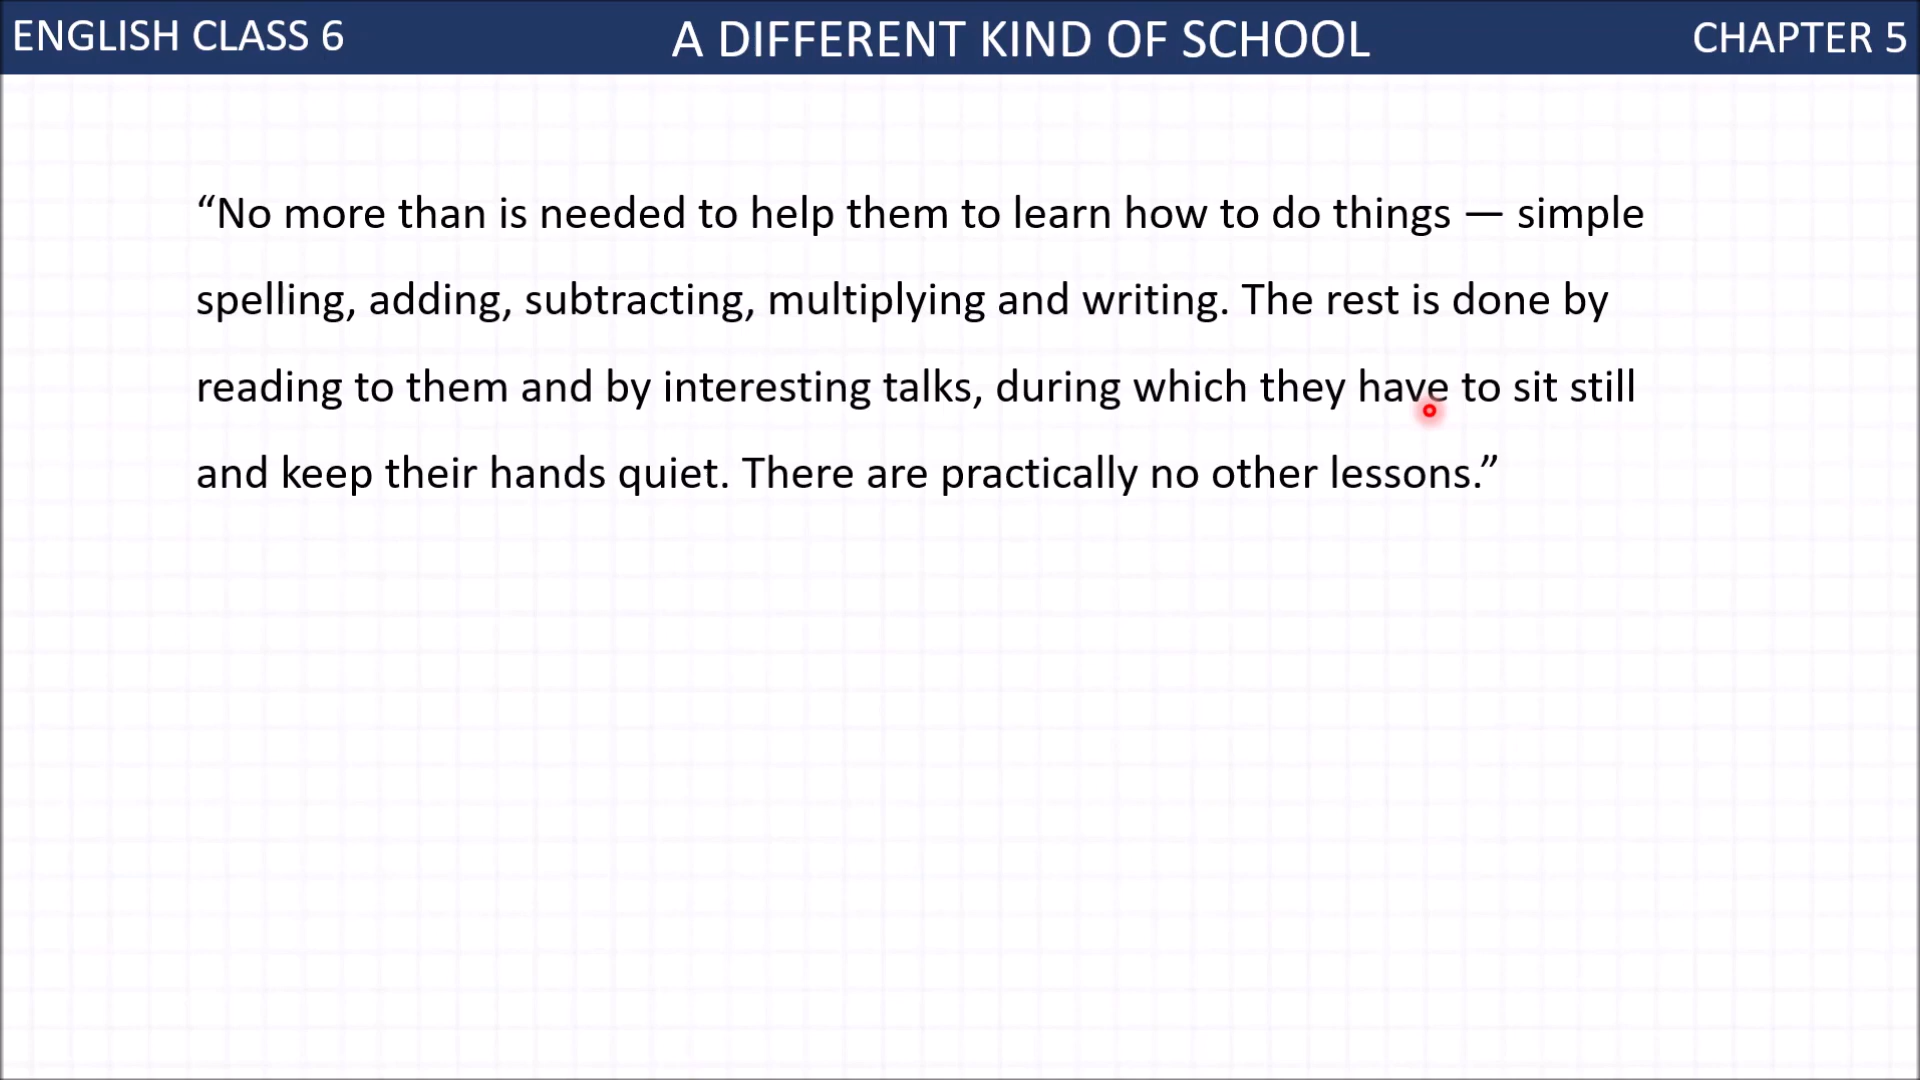 ENGLISH CLASS 6
A DIFFERENT KIND OF SCHOOL
CHAPTER 5
“No more than is needed to help them to learn how to do things — simple
spelling, adding, subtracting, multiplying and writing. The rest is done by
reading to them and by interesting talks, during which they have to sit still
and keep their hands quiet. There are practically no other lessons.”